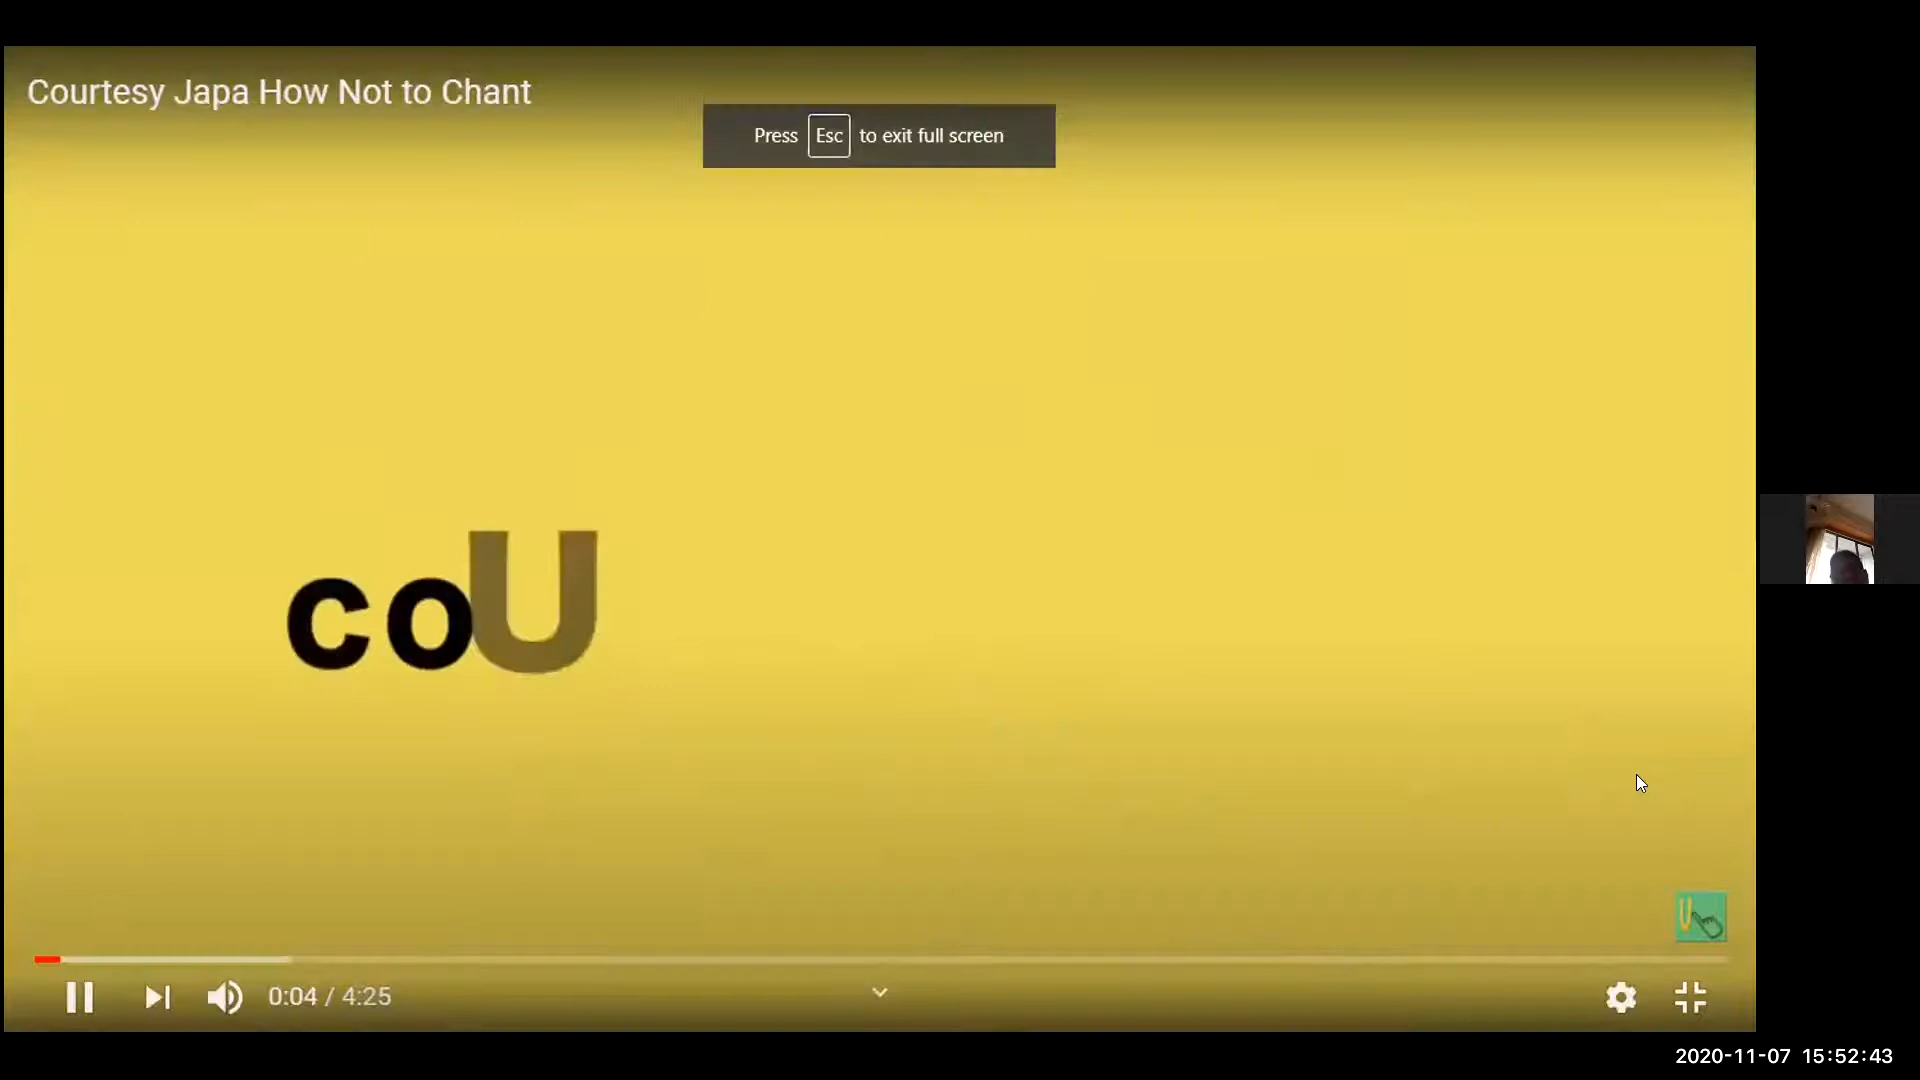 Courtesy Japa How Not to Chant
Press Esc to exit full screen
coU
U
0:04 / 4:25
2020-11-07 15:52:43